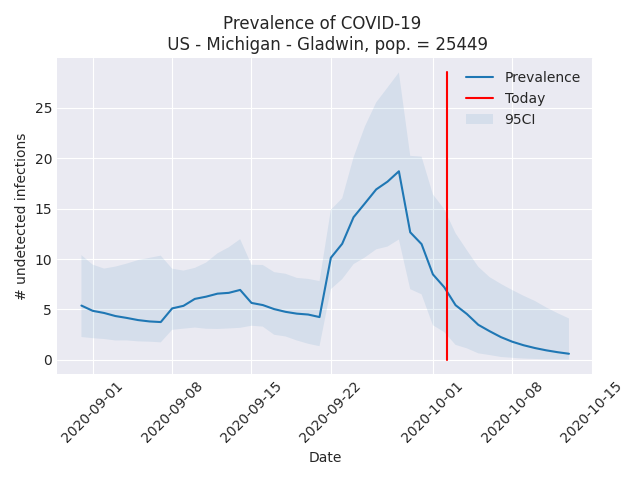 Prevalence of COVID-19
US - Michigan - Gladwin, pop. = 25449
Prevalence
Today
95CI
# undetected infections
25
20
15
10
5
0
2020-09-01
2020-09-08
2020-09-15
2020-09-22
2020-10-01
2020-10-08
2020-10-15
Date